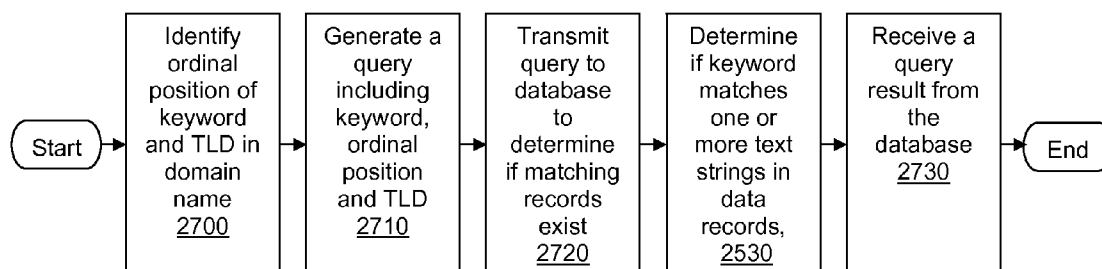 Start
Identify
ordinal
position of
keyword
and TLD in
domain
name
2700
Generate a
query
including
keyword,
ordinal
position
and TLD
2710
Transmit
query to
database
to
determine
if matching
records
exist
2720
Determine
if keyword
matches
one or
more text
strings in
data
records,
2530
Receive a
query
result from
the
database
2730
End